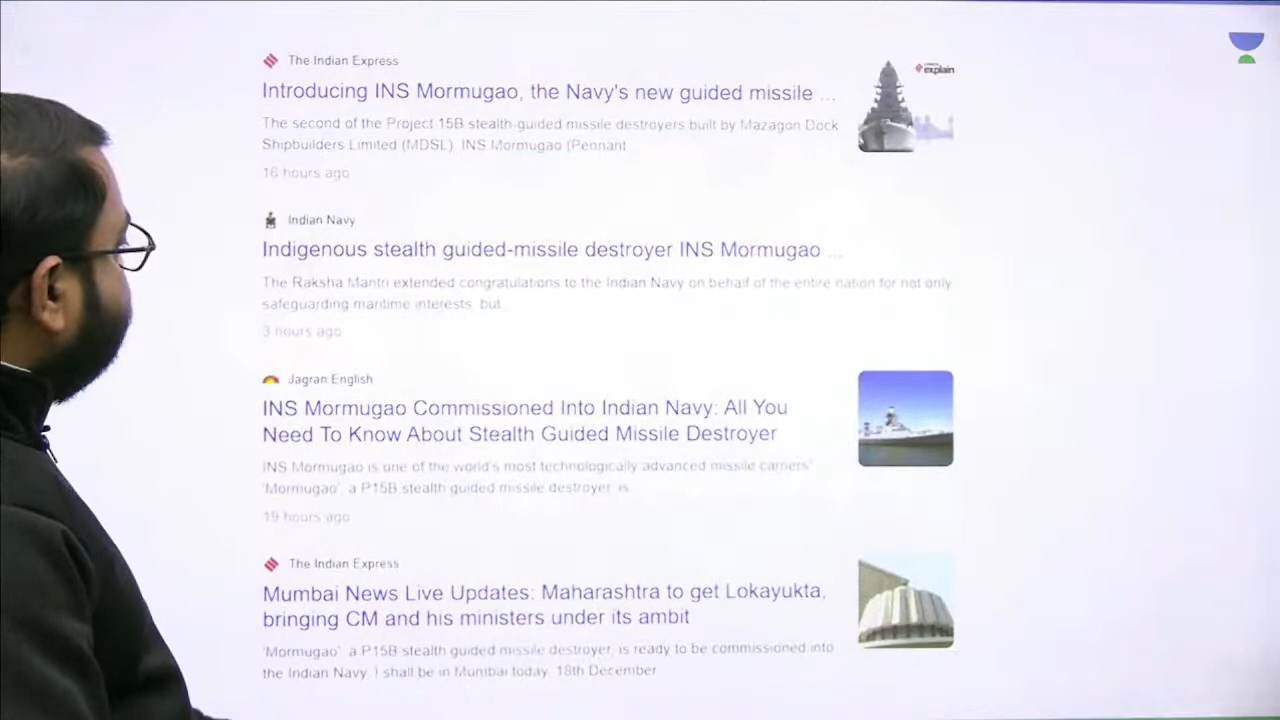 The Indian Express
explain
Introducing INS Mormugao, the Navy's new guided missile ...
The second of the Project 15B stealth-guided missile destroyers built by Mazagon Dock
Shipbuilders Limited (MDSL). INS Mormugao (Pennant
16 hours ago
Indian Navy
Indigenous stealth guided-missile destroyer INS Mormugao ...
The Raksha Mantri extended congratulations to the Indian Navy on behalf of the entire nation for not only
safeguarding maritime interests, but
3 hours ago
Jagran English
INS Mormugao Commissioned Into Indian Navy: All You
Need To Know About Stealth Guided Missile Destroyer
INS Mormugao is one of the world's most technologically advanced missile carriers'
'Mormugao', a P15B stealth guided missile destroyer, is
19 hours ago
The Indian Express
Mumbai News Live Updates: Maharashtra to get Lokayukta,
bringing CM and his ministers under its ambit
'Mormugao', a P15B stealth guided missile destroyer, is ready to be commissioned into
the Indian Navy. I shall be in Mumbai today, 18th December